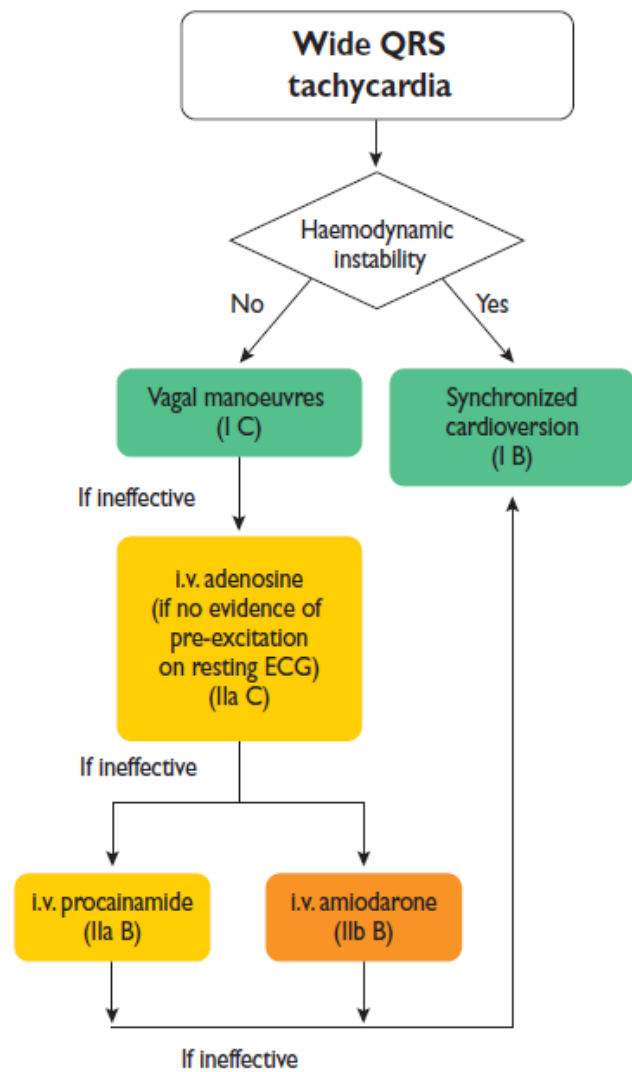 Wide QRS
tachycardia
Haemodynamic
instability
No
Yes
Vagal manoeuvres
(I C)
Synchronized
cardioversion
(I B)
If ineffective
i.v. adenosine
(if no evidence of
pre-excitation
on resting ECG)
(IIa C)
If ineffective
i.v. procainamide
(IIa B)
i.v. amiodarone
(IIb B)
If ineffective